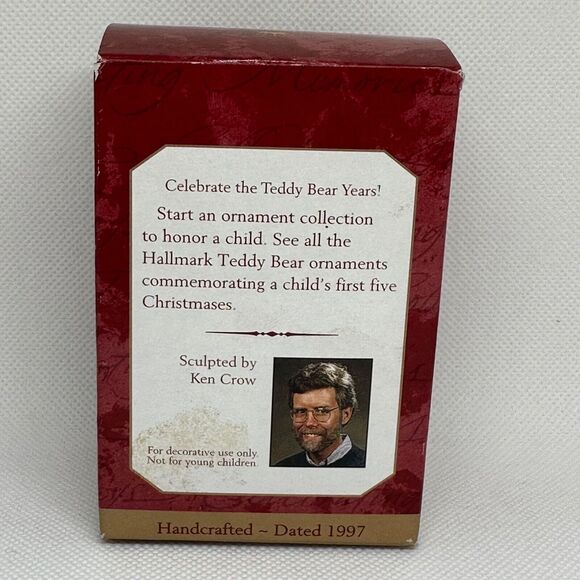 Memories
Celebrate the Teddy Bear Years!
Start an ornament collection
to honor a child. See all the
Hallmark Teddy Bear ornaments
commemorating a child's first five
Christmases.
Sculpted by
Ken Crow
For decorative use only.
Not for young children.
Handcrafted ~ Dated 1997